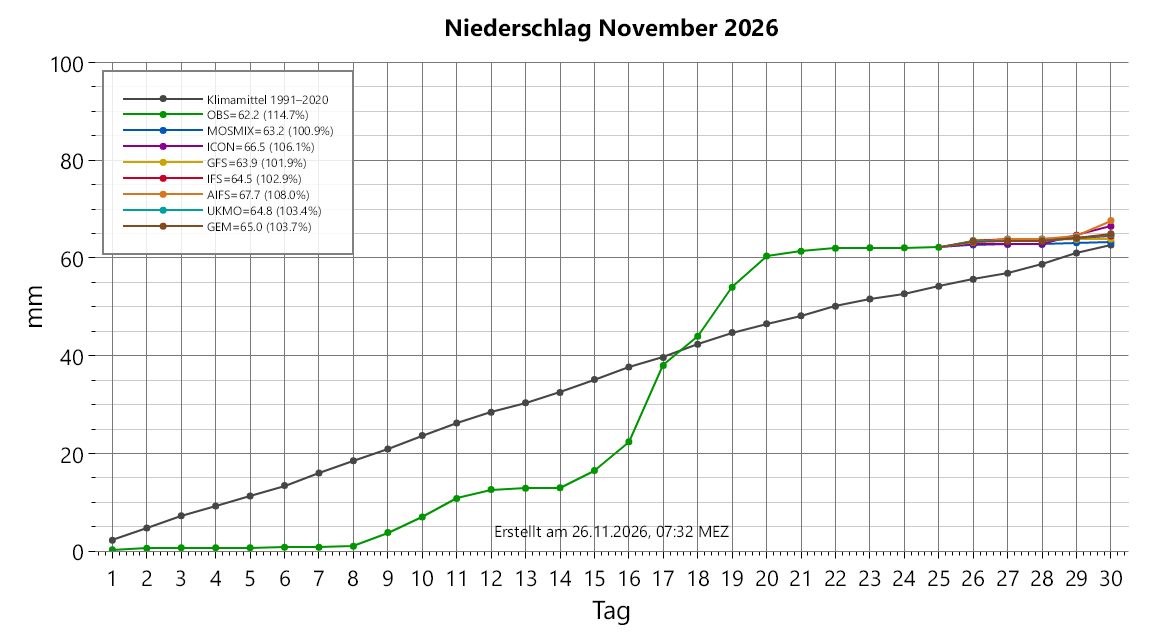 Niederschlag November 2026
100
80
60
40
20
0
mm
Klimamittel 1991–2020
OBS=62.2 (114.7%)
MOSMIX=63.2 (100.9%)
ICON=66.5 (106.1%)
GFS=63.9 (101.9%)
IFS=64.5 (102.9%)
AIFS=67.7 (108.0%)
UKMO=64.8 (103.4%)
GEM=65.0 (103.7%)
Erstellt am 26.11.2026, 07:32 MEZ
1 2 3 4 5 6 7 8 9 10 11 12 13 14 15 16 17 18 19 20 21 22 23 24 25 26 27 28 29 30
Tag